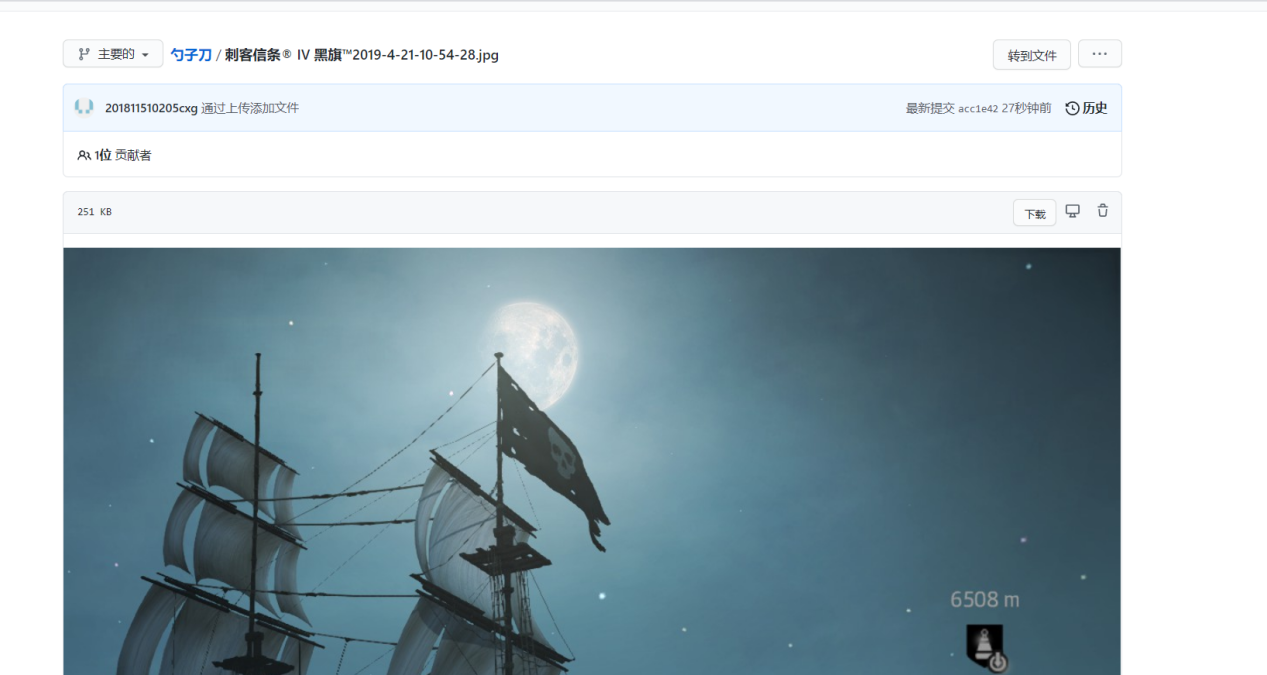 主要的 勺子刀 / 刺客信条® IV 黑旗™2019-4-21-10-54-28.jpg 转到文件 ···
201811510205cxg 通过上传添加文件 最新提交 acc1e42 27秒钟前 历史
1位 贡献者
251 KB 下载
6508 m